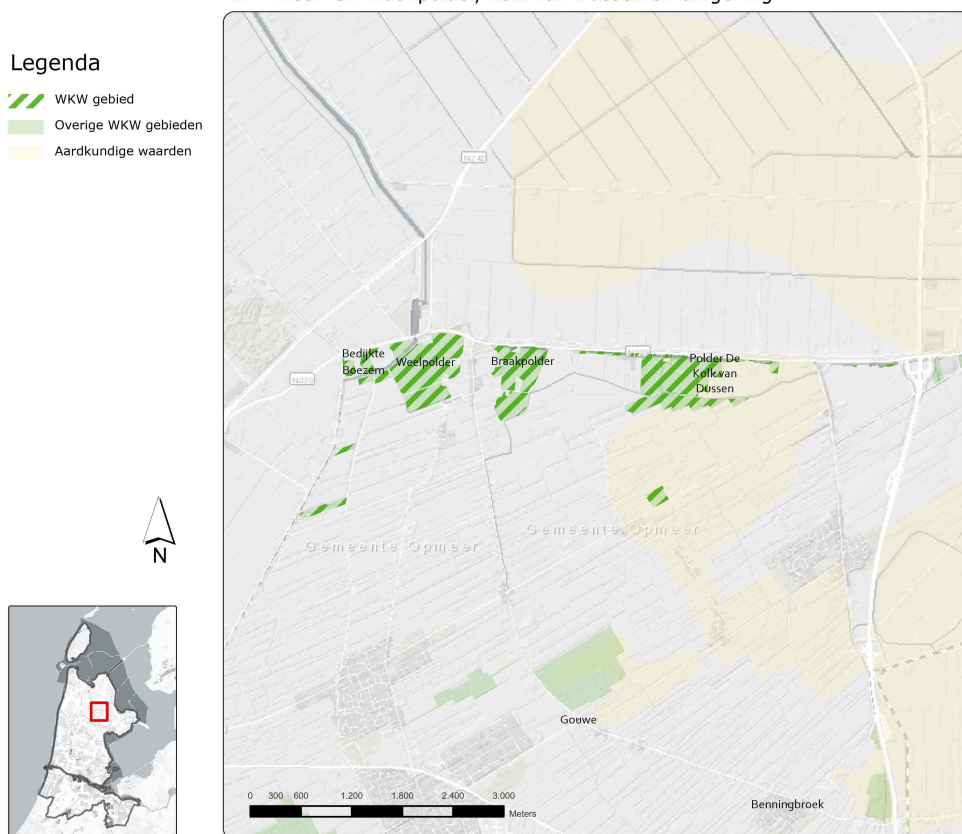 Legenda
WKW gebied
Overige WKW gebieden
Aardkundige waarden
N242
Bedijkte
Boezem
Weelpolder
Braakpolder
Polder De
Kolk van
Dussen
N239
Gemeente Opmeer
Gemeente Opmeer
Gouwe
Benningbroek
N
0 300 600 1.200 1.800 2.400 3.000
Meters